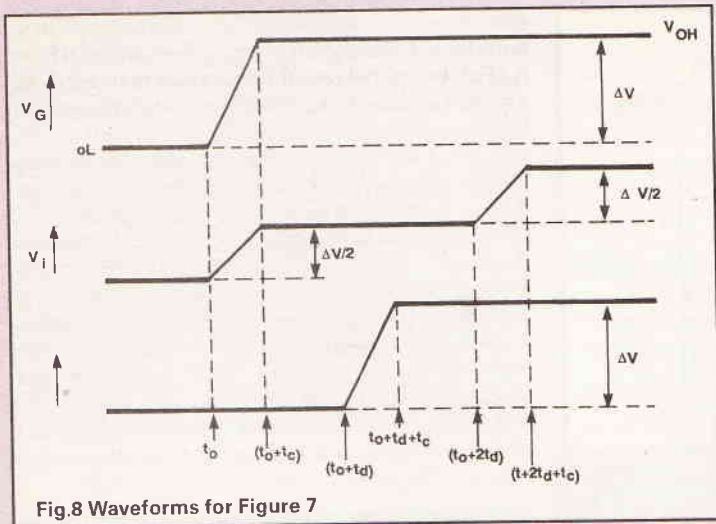 V_OH
V_G
ΔV
oL
ΔV/2
V_i
ΔV/2
ΔV
t_o
(t_o+t_c)
(t_o+t_d)
t_o+t_d+t_c
(t_o+2t_d)
(t+2t_d+t_c)
Fig.8 Waveforms for Figure 7